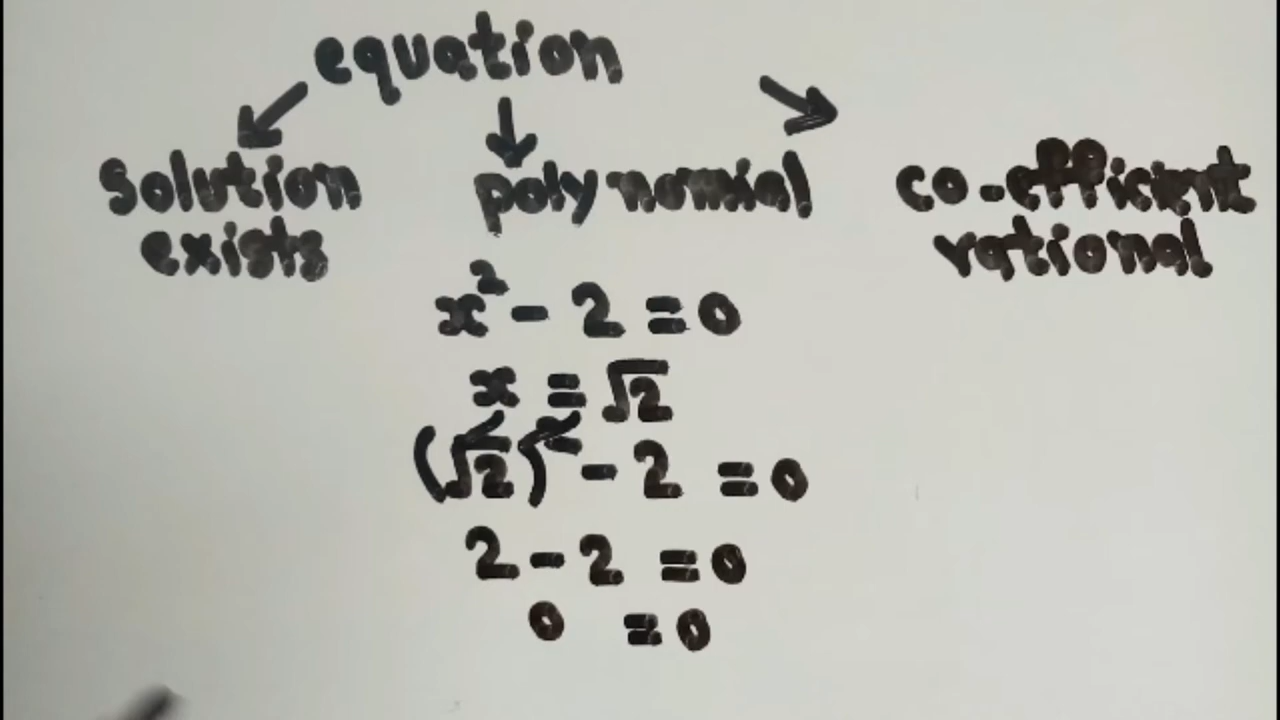 equation
Solution polynomial co-efficient
exists rational
x² - 2 = 0
x = √2
(√2)² - 2 = 0
2 - 2 = 0
0 = 0